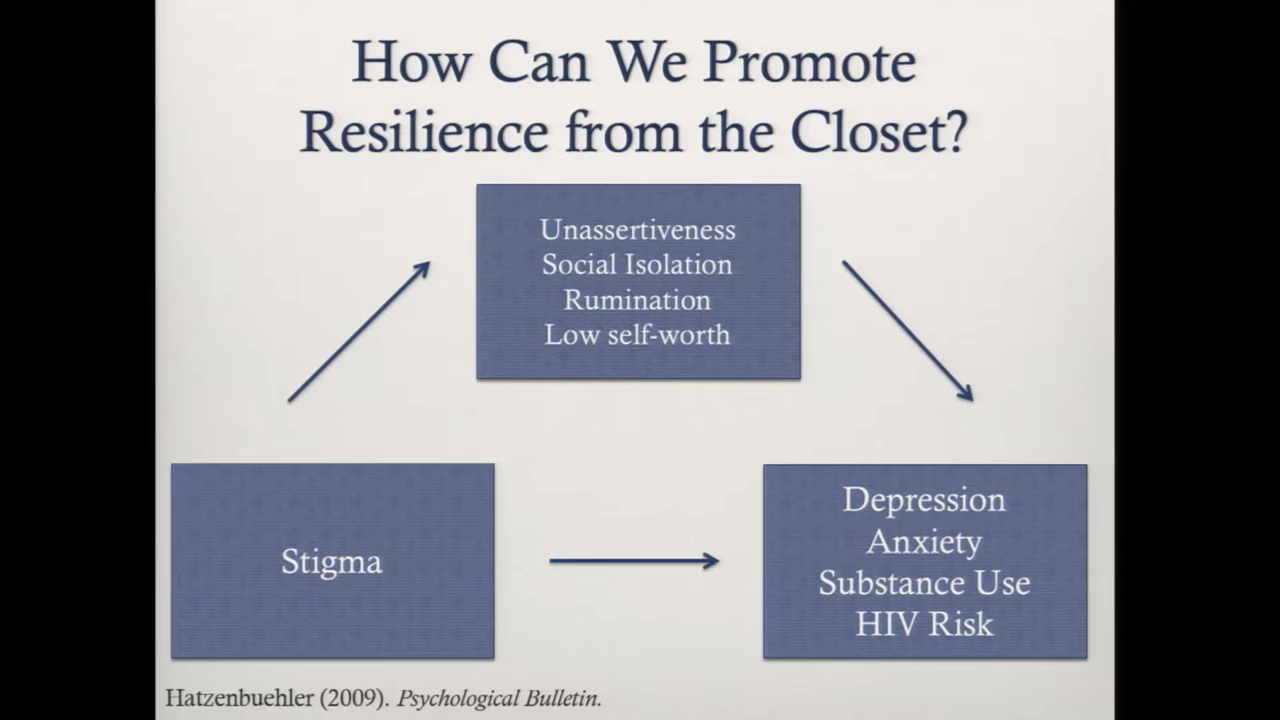 How Can We Promote
Resilience from the Closet?
Unassertiveness
Social Isolation
Rumination
Low self-worth
Stigma
Depression
Anxiety
Substance Use
HIV Risk
Hatzenbuehler (2009). Psychological Bulletin.